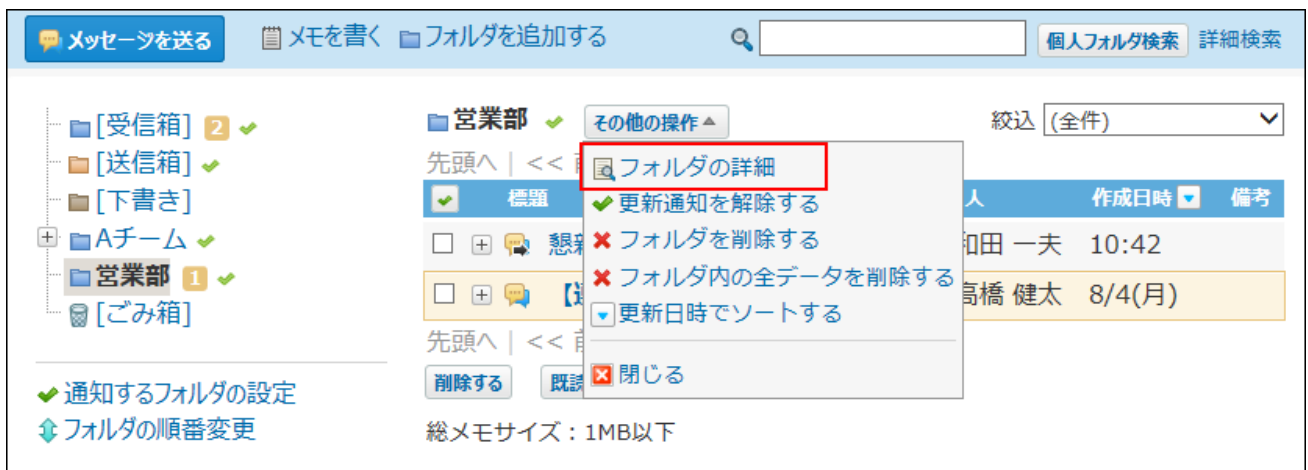 メッセージを送る メモを書く フォルダを追加する 個人フォルダ検索 詳細検索
[受信箱] 2
[送信箱]
[下書き]
Aチーム
営業部 1
[ごみ箱]
通知するフォルダの設定
フォルダの順番変更
営業部 その他の操作 絞込 (全件)
先頭へ | <<
フォルダの詳細
更新通知を解除する
フォルダを削除する
フォルダ内の全データを削除する
更新日時でソートする
閉じる
標題 人 作成日時 備考
懇 和田 一夫 10:42
高橋 健太 8/4(月)
先頭へ | <<
削除する 既読
総メモサイズ:1MB以下